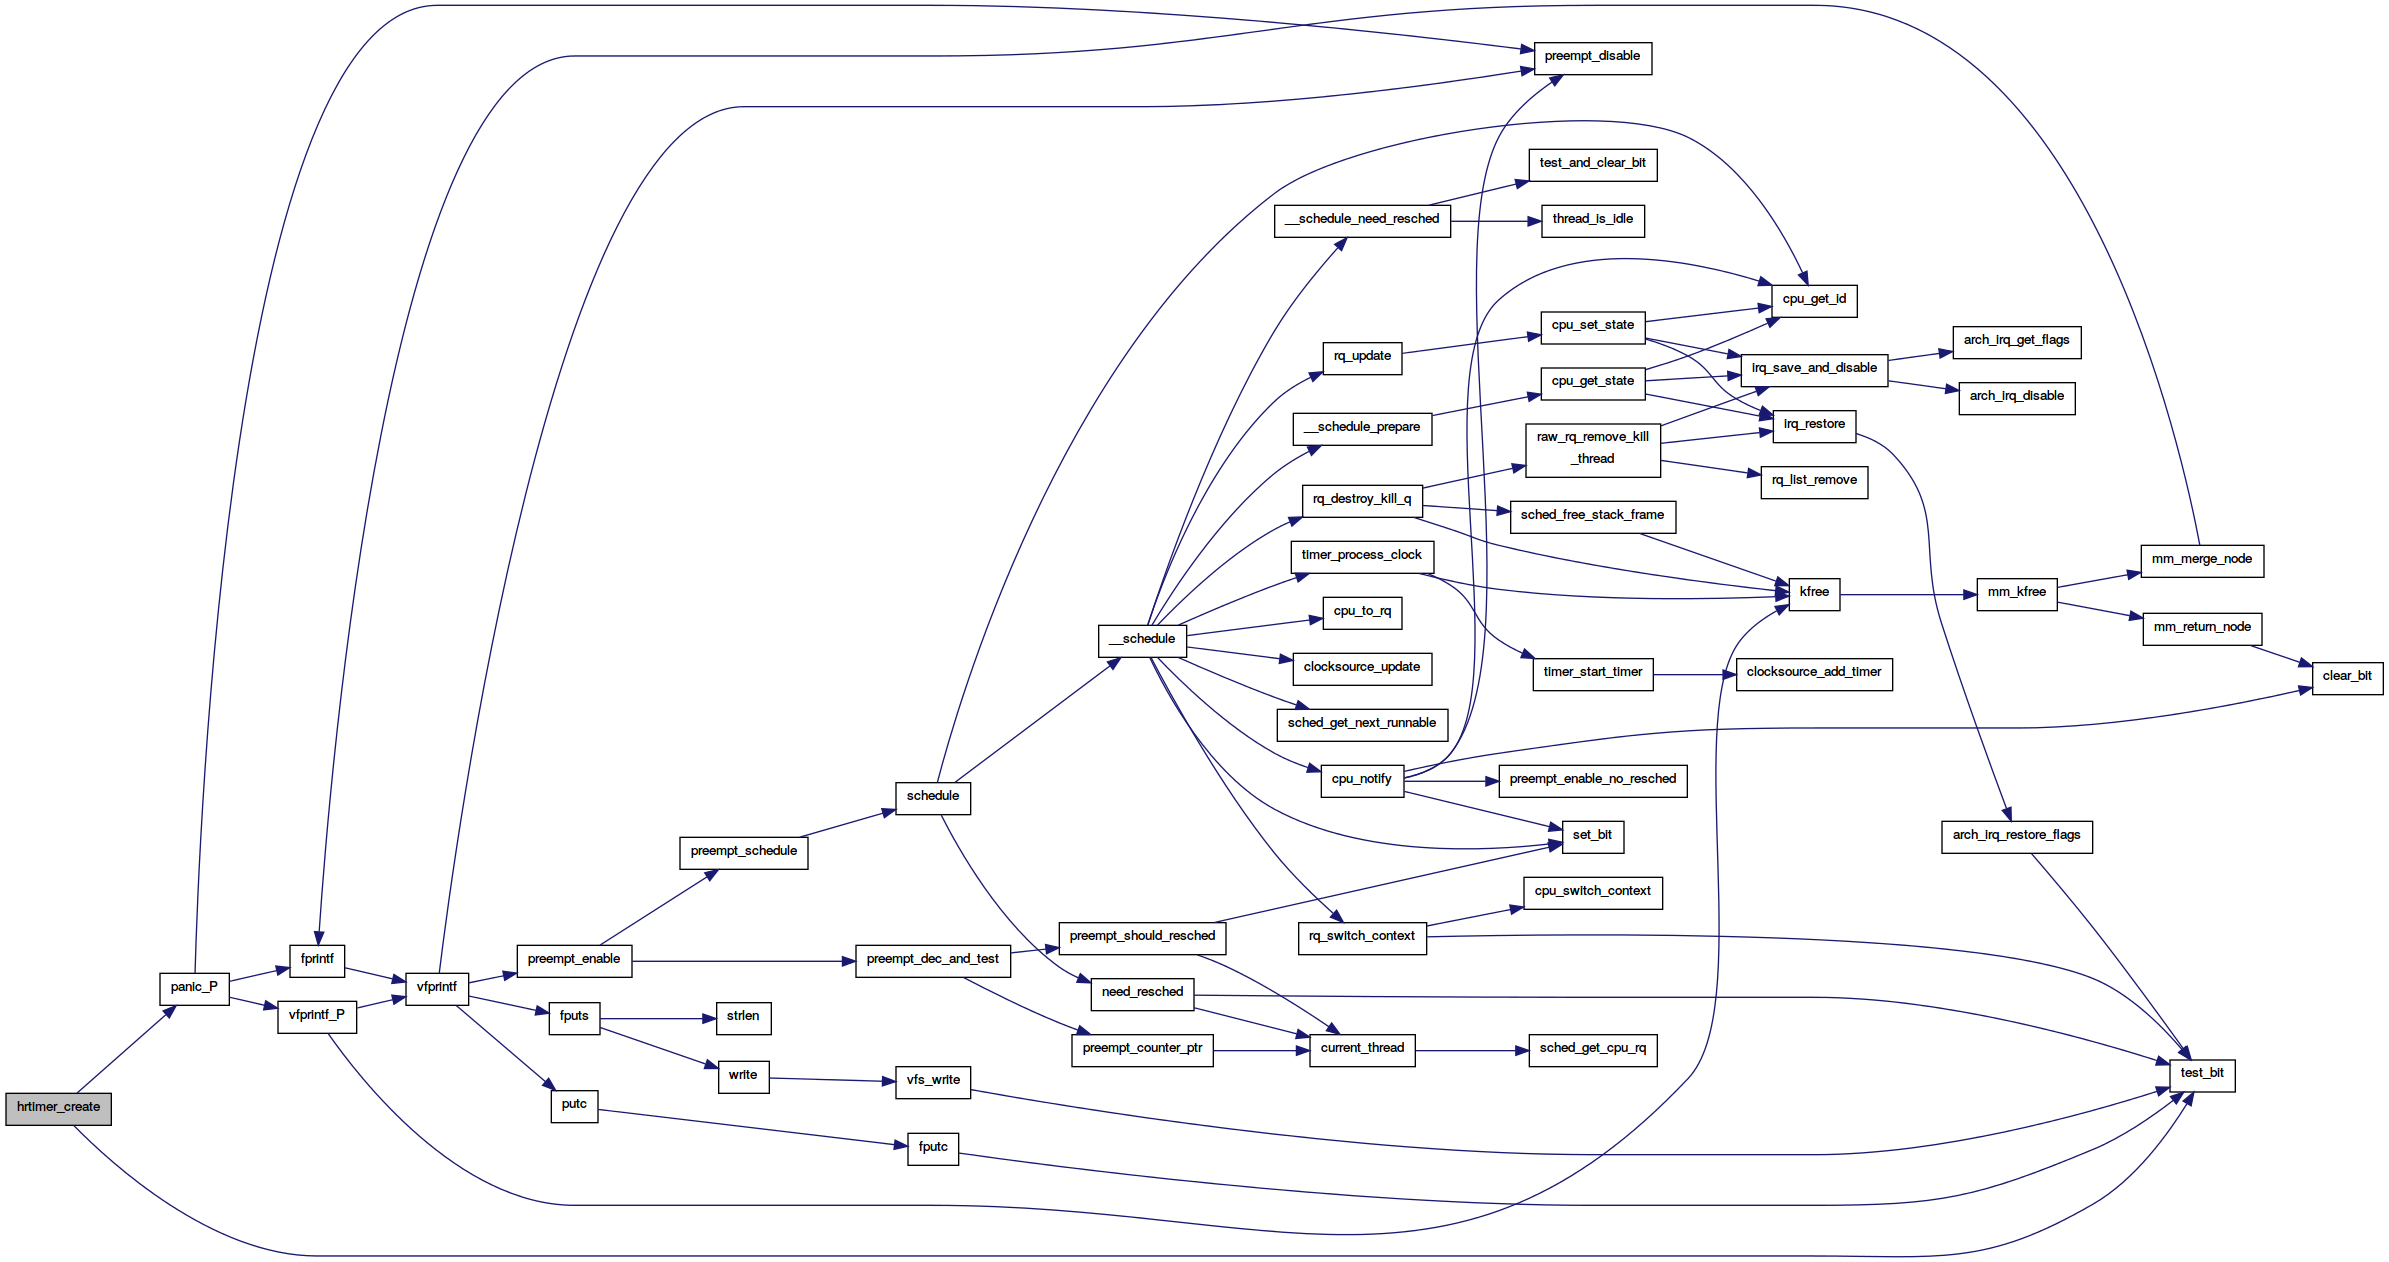 preempt_disable
test_and_clear_bit
__schedule_need_resched
thread_is_idle
cpu_get_id
cpu_set_state
rq_update
arch_irq_get_flags
irq_save_and_disable
cpu_get_state
arch_irq_disable
__schedule_prepare
irq_restore
raw_rq_remove_kill
_thread
rq_list_remove
rq_destroy_kill_q
sched_free_stack_frame
timer_process_clock
mm_merge_node
kfree
mm_kfree
cpu_to_rq
mm_return_node
__schedule
clocksource_update
timer_start_timer
clocksource_add_timer
clear_bit
sched_get_next_runnable
cpu_notify
preempt_enable_no_resched
schedule
set_bit
arch_irq_restore_flags
preempt_schedule
cpu_switch_context
preempt_should_resched
rq_switch_context
fprintf
preempt_enable
preempt_dec_and_test
panic_P
vfprintf
need_resched
vfprintf_P
fputs
strlen
preempt_counter_ptr
current_thread
sched_get_cpu_rq
write
vfs_write
test_bit
hrtimer_create
putc
fputc